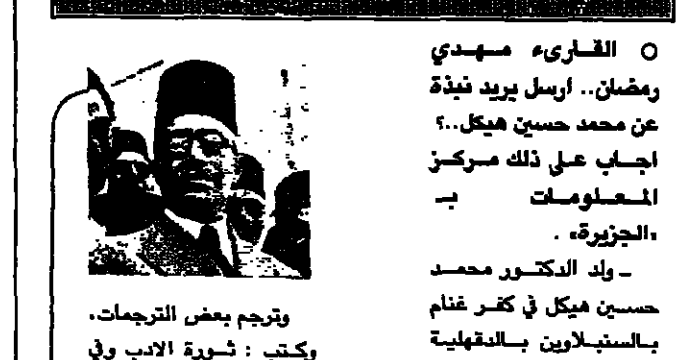 ○ القارىء مهدي
رمضان.. ارسل يريد نبذة
عن محمد حسين هيكل..؟
اجاب على ذلك مركز
المعلومات بـ
«الجزيرة» .
ـ ولد الدكتور محمد
حسين هيكل في كفر غنام
بالسنبلاوين بالدقهلية
وترجم بعض الترجمات،
وكتب : ثورة الادب وفي